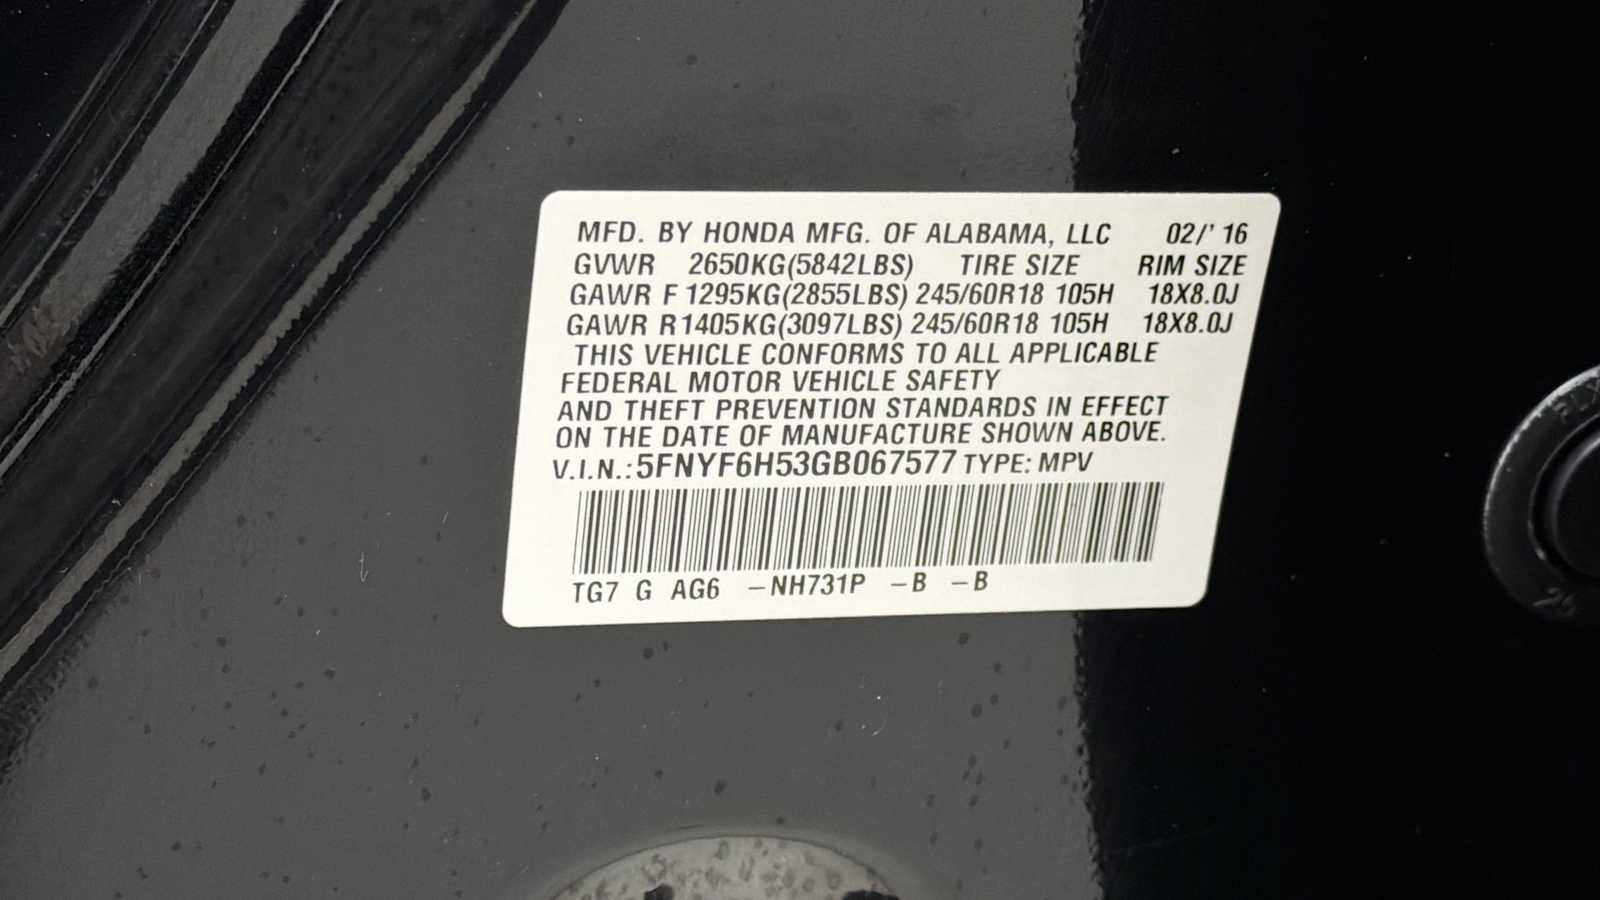 MFD. BY HONDA MFG. OF ALABAMA, LLC 02/' 16
GVWR 2650KG(5842LBS) TIRE SIZE RIM SIZE
GAWR F 1295KG(2855LBS) 245/60R18 105H 18X8.0J
GAWR R1405KG(3097LBS) 245/60R18 105H 18X8.0J
THIS VEHICLE CONFORMS TO ALL APPLICABLE
FEDERAL MOTOR VEHICLE SAFETY
AND THEFT PREVENTION STANDARDS IN EFFECT
ON THE DATE OF MANUFACTURE SHOWN ABOVE.
V.I.N.: 5FNYF6H53GB067577 TYPE: MPV
TG7 G AG6 -NH731P -B -B